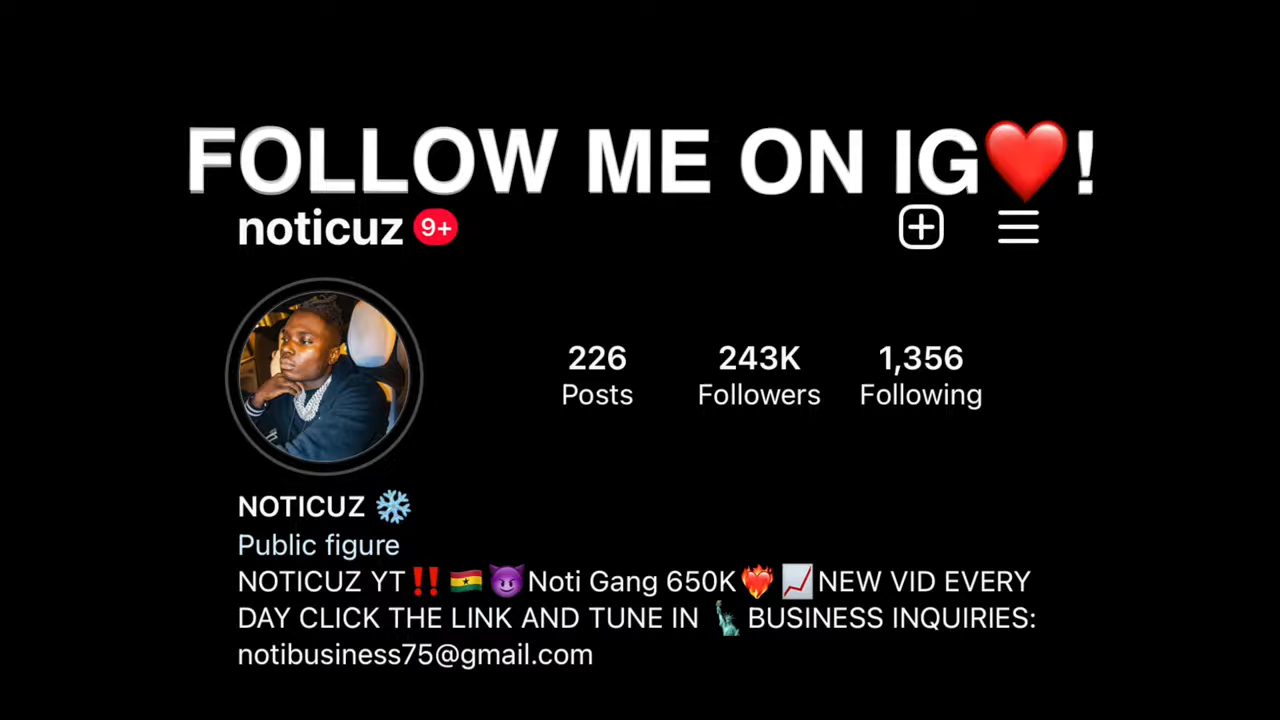 FOLLOW ME ON IG❤️!
noticuz 9+
226 243K 1,356
Posts Followers Following
NOTICUZ ❄️
Public figure
NOTICUZ YT‼️🇬🇭😈Noti Gang 650K❤️‍🔥📈NEW VID EVERY
DAY CLICK THE LINK AND TUNE IN 🗽BUSINESS INQUIRIES:
notibusiness75@gmail.com